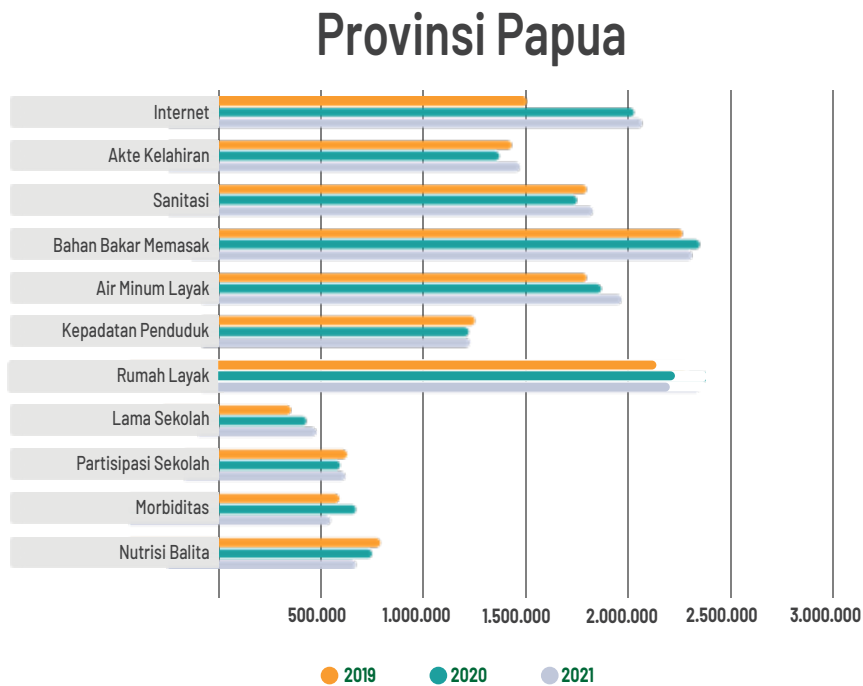 Provinsi Papua
Internet
Akte Kelahiran
Sanitasi
Bahan Bakar Memasak
Air Minum Layak
Kepadatan Penduduk
Rumah Layak
Lama Sekolah
Partisipasi Sekolah
Morbiditas
Nutrisi Balita
500.000 1.000.000 1.500.000 2.000.000 2.500.000 3.000.000
2019 2020 2021